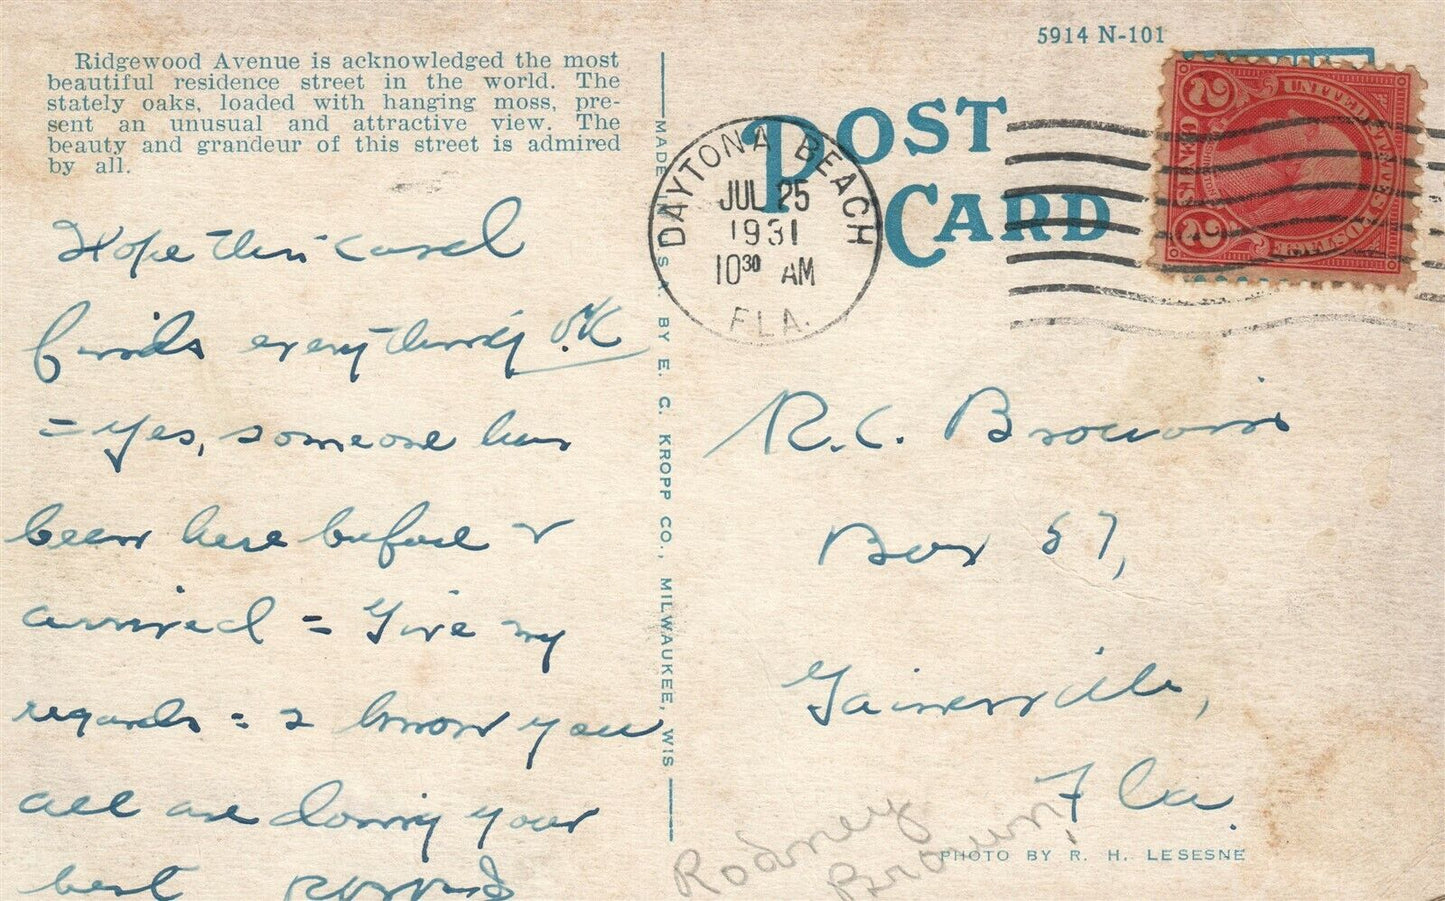 Ridgewood Avenue is acknowledged the most
beautiful residence street in the world. The
stately oaks, loaded with hanging moss, pre-
sent an unusual and attractive view. The
beauty and grandeur of this street is admired
by all.
Hope this card
finds everything O.K
= Yes, someone has
been here before I
arrived = Give my
regards = I know you
all are doing your
best
MADE IN U.S.A. BY E. C. KROPP CO., MILWAUKEE, WIS
5914 N-101
POST
CARD
DAYTONA BEACH
JUL 25
1931
10 30 AM
FLA.
UNITED STATES POSTAGE
2 2
R. C. Brown
Box 57,
Gainesville,
Fla.
Rodney
Brown
PHOTO BY R. H. LESESNE